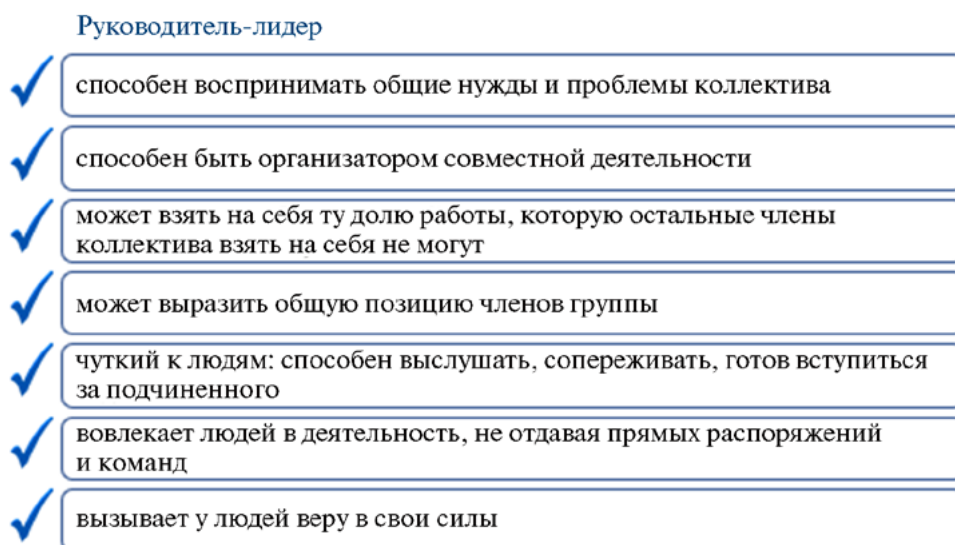 Руководитель-лидер
способен воспринимать общие нужды и проблемы коллектива
способен быть организатором совместной деятельности
может взять на себя ту долю работы, которую остальные члены
коллектива взять на себя не могут
может выразить общую позицию членов группы
чуткий к людям: способен выслушать, сопереживать, готов вступиться
за подчиненного
вовлекает людей в деятельность, не отдавая прямых распоряжений
и команд
вызывает у людей веру в свои силы